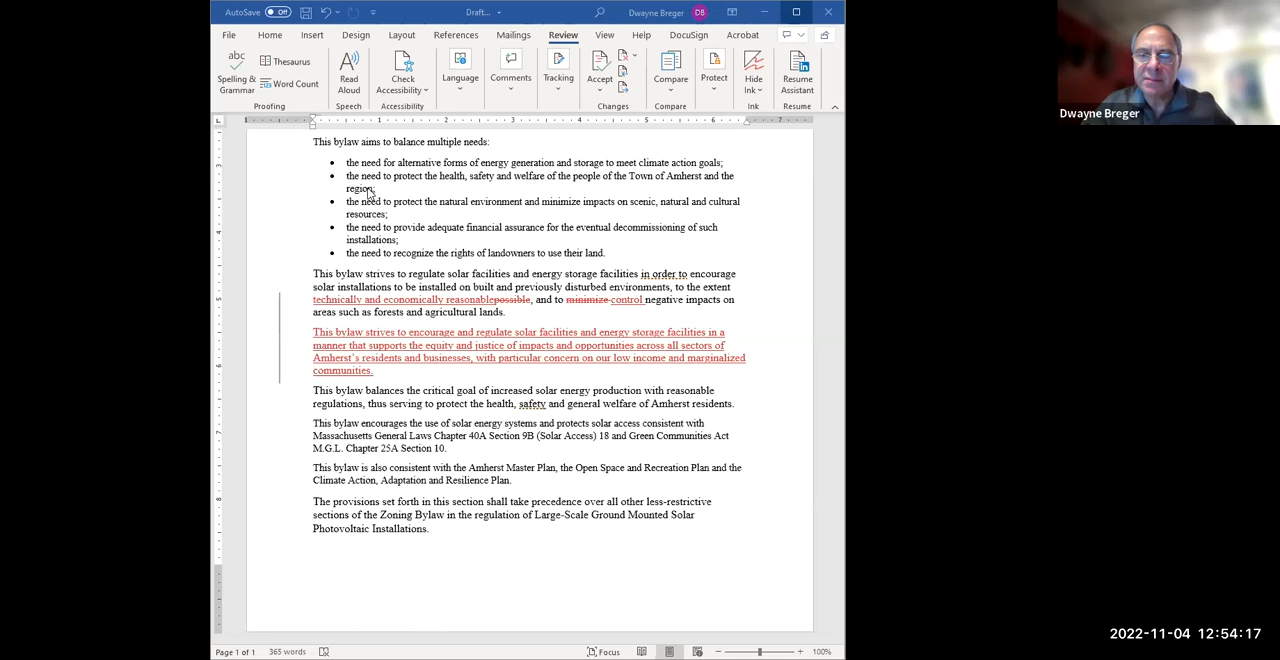 AutoSave Off Draft... Dwayne Breger DB
File Home Insert Design Layout References Mailings Review View Help DocuSign Acrobat
abc
Spelling & Grammar Thesaurus Word Count Read Aloud Check Accessibility Language Comments Tracking Accept Compare Protect Hide Ink Resume Assistant
Proofing Speech Accessibility Changes Compare Ink Resume
1 1 2 3 4 5 6 7
This bylaw aims to balance multiple needs:
• the need for alternative forms of energy generation and storage to meet climate action goals;
• the need to protect the health, safety and welfare of the people of the Town of Amherst and the
region;
• the need to protect the natural environment and minimize impacts on scenic, natural and cultural
resources;
• the need to provide adequate financial assurance for the eventual decommissioning of such
installations;
• the need to recognize the rights of landowners to use their land.
This bylaw strives to regulate solar facilities and energy storage facilities in order to encourage
solar installations to be installed on built and previously disturbed environments, to the extent
technically and economically reasonablepossible, and to minimize control negative impacts on
areas such as forests and agricultural lands.
This bylaw strives to encourage and regulate solar facilities and energy storage facilities in a
manner that supports the equity and justice of impacts and opportunities across all sectors of
Amherst's residents and businesses, with particular concern on our low income and marginalized
communities.
This bylaw balances the critical goal of increased solar energy production with reasonable
regulations, thus serving to protect the health, safety and general welfare of Amherst residents.
This bylaw encourages the use of solar energy systems and protects solar access consistent with
Massachusetts General Laws Chapter 40A Section 9B (Solar Access) 18 and Green Communities Act
M.G.L. Chapter 25A Section 10.
This bylaw is also consistent with the Amherst Master Plan, the Open Space and Recreation Plan and the
Climate Action, Adaptation and Resilience Plan.
The provisions set forth in this section shall take precedence over all other less-restrictive
sections of the Zoning Bylaw in the regulation of Large-Scale Ground Mounted Solar
Photovoltaic Installations.
Page 1 of 1 365 words Focus 100%
Dwayne Breger
2022-11-04 12:54:17